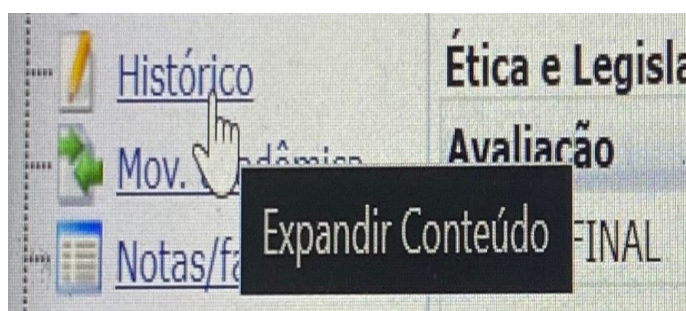 Histórico
Ética e Legisla
Mov.
Avaliação
Expandir Conteúdo
FINAL
Notas/fa